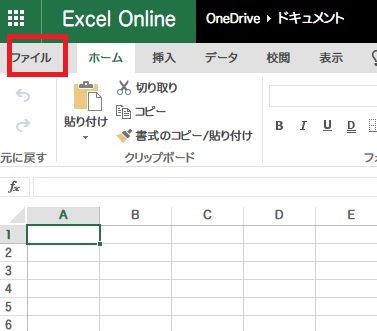 Excel Online OneDrive ▸ ドキュメント
ファイル ホーム 挿入 データ 校閲 表示
貼り付け
切り取り
コピー
書式のコピー/貼り付け
B I U D
元に戻す クリップボード
fx
A B C D E
1
2
3
4
5
6